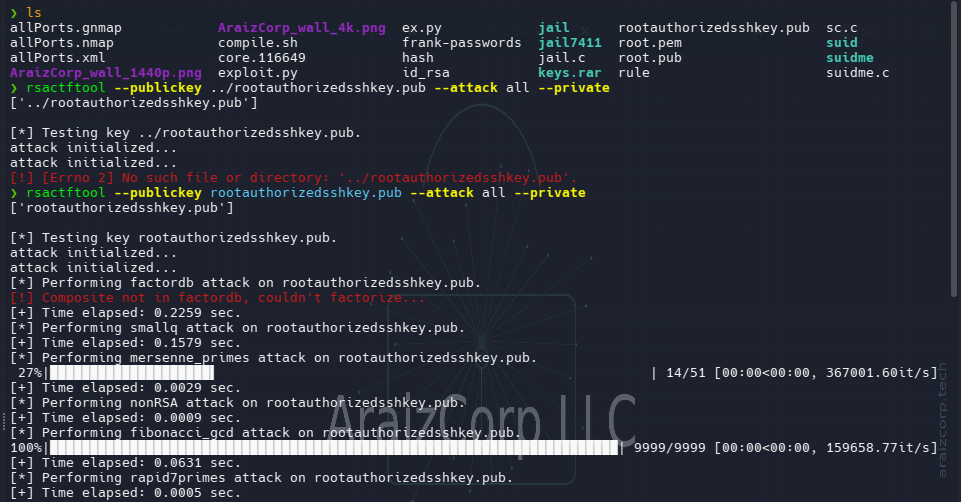 ❯ ls
allPorts.gnmap AraizCorp_wall_4k.png ex.py jail rootauthorizedsshkey.pub sc.c
allPorts.nmap compile.sh frank-passwords jail7411 root.pem suid
allPorts.xml core.116649 hash jail.c root.pub suidme
AraizCorp_wall_1440p.png exploit.py id_rsa keys.rar rule suidme.c
❯ rsactftool --publickey ../rootauthorizedsshkey.pub --attack all --private
['../rootauthorizedsshkey.pub']
[*] Testing key ../rootauthorizedsshkey.pub.
attack initialized...
attack initialized...
[!] [Errno 2] No such file or directory: '../rootauthorizedsshkey.pub'.
❯ rsactftool --publickey rootauthorizedsshkey.pub --attack all --private
['rootauthorizedsshkey.pub']
[*] Testing key rootauthorizedsshkey.pub.
attack initialized...
attack initialized...
[*] Performing factordb attack on rootauthorizedsshkey.pub.
[!] Composite not in factordb, couldn't factorize...
[+] Time elapsed: 0.2259 sec.
[*] Performing smallq attack on rootauthorizedsshkey.pub.
[+] Time elapsed: 0.1579 sec.
[*] Performing mersenne_primes attack on rootauthorizedsshkey.pub.
27%| | 14/51 [00:00<00:00, 367001.60it/s]
[+] Time elapsed: 0.0029 sec.
[*] Performing nonRSA attack on rootauthorizedsshkey.pub.
[+] Time elapsed: 0.0009 sec.
[*] Performing fibonacci_gcd attack on rootauthorizedsshkey.pub.
100%| | 9999/9999 [00:00<00:00, 159658.77it/s]
[+] Time elapsed: 0.0631 sec.
[*] Performing rapid7primes attack on rootauthorizedsshkey.pub.
[+] Time elapsed: 0.0005 sec.
AraizCorp LLC
araizcorp.tech